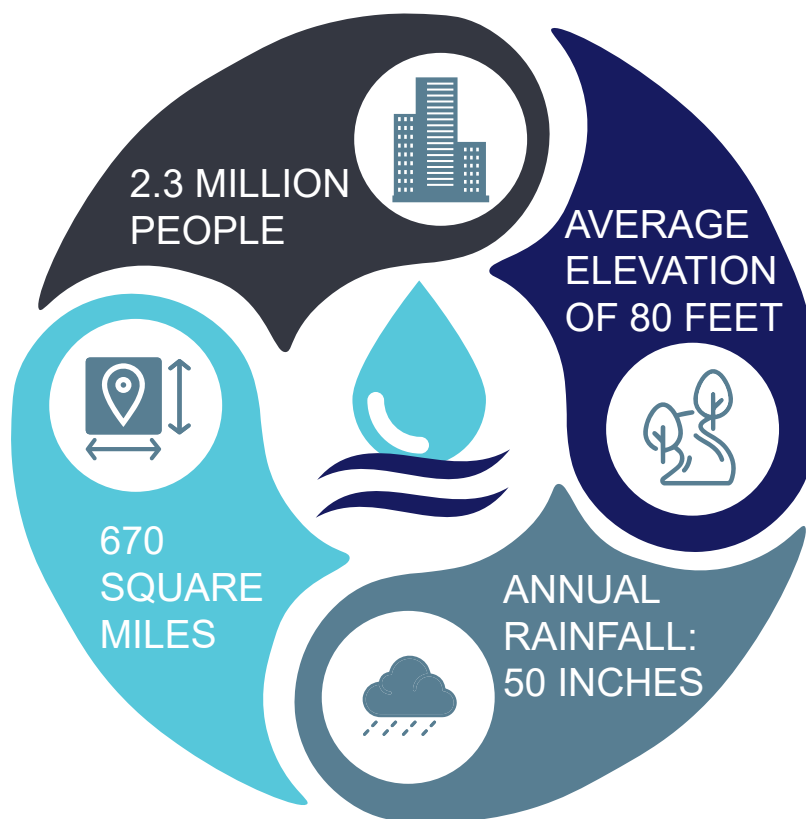 2.3 MILLION
PEOPLE
AVERAGE
ELEVATION
OF 80 FEET
670
SQUARE
MILES
ANNUAL
RAINFALL:
50 INCHES